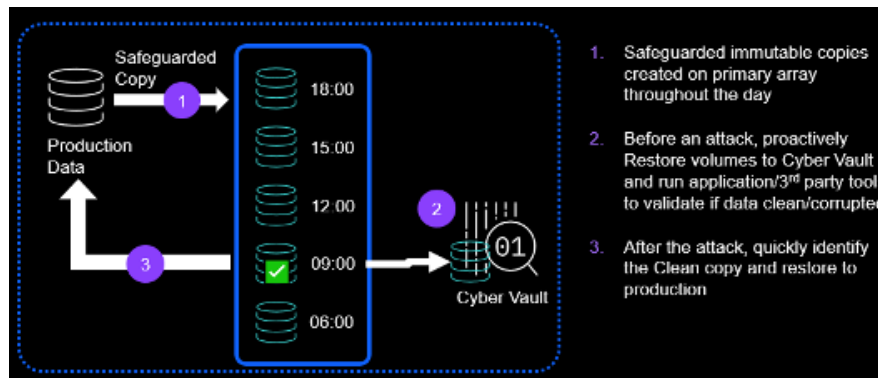 Safeguarded
Copy
1
Production
Data
18:00
15:00
12:00
09:00
06:00
3
2
01
Cyber Vault
1. Safeguarded immutable copies
created on primary array
throughout the day
2. Before an attack, proactively
Restore volumes to Cyber Vault
and run application/3rd party tool
to validate if data clean/corrupted
3. After the attack, quickly identify
the Clean copy and restore to
production